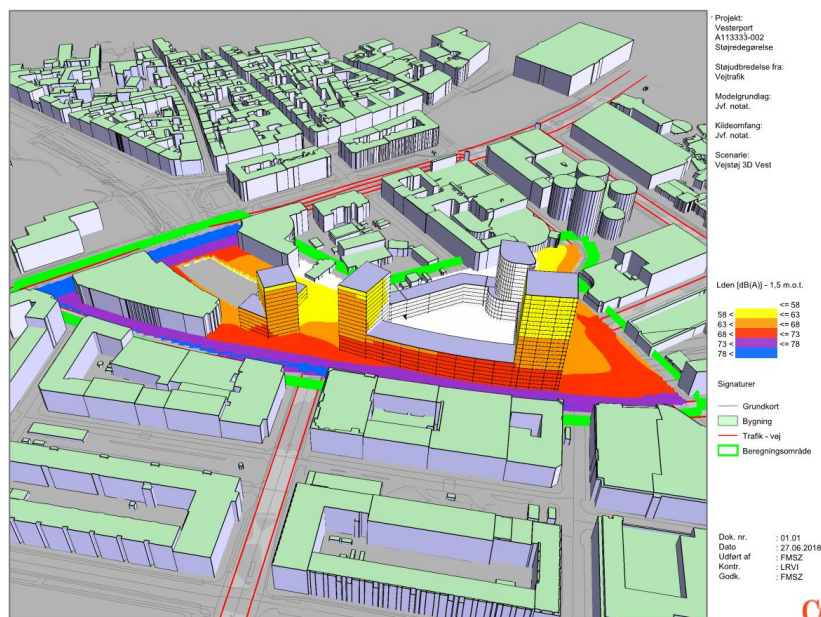 Projekt:
Vesterport
A113333-002
Støjredegørelse
Støjudbredelse fra:
Vejtrafik
Modelgrundlag:
Jvf. notat.
Kildeomfang:
Jvf. notat.
Scenarie:
Vejstøj 3D Vest
Lden [dB(A)] - 1,5 m.o.t.
<= 58
58 < <= 63
63 < <= 68
68 < <= 73
73 < <= 78
78 <
Signaturer
Grundkort
Bygning
Trafik - vej
Beregningsområde
Dok. nr. : 01.01
Dato : 27.06.2018
Udført af : FMSZ
Kontr. : LRVI
Godk. : FMSZ
C